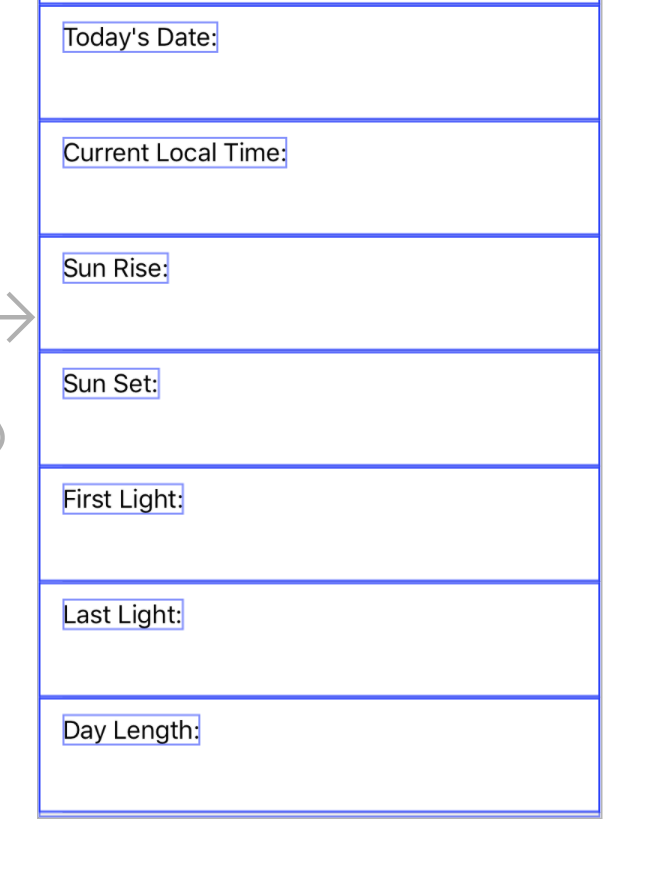 Today's Date:
Current Local Time:
Sun Rise:
Sun Set:
First Light:
Last Light:
Day Length: